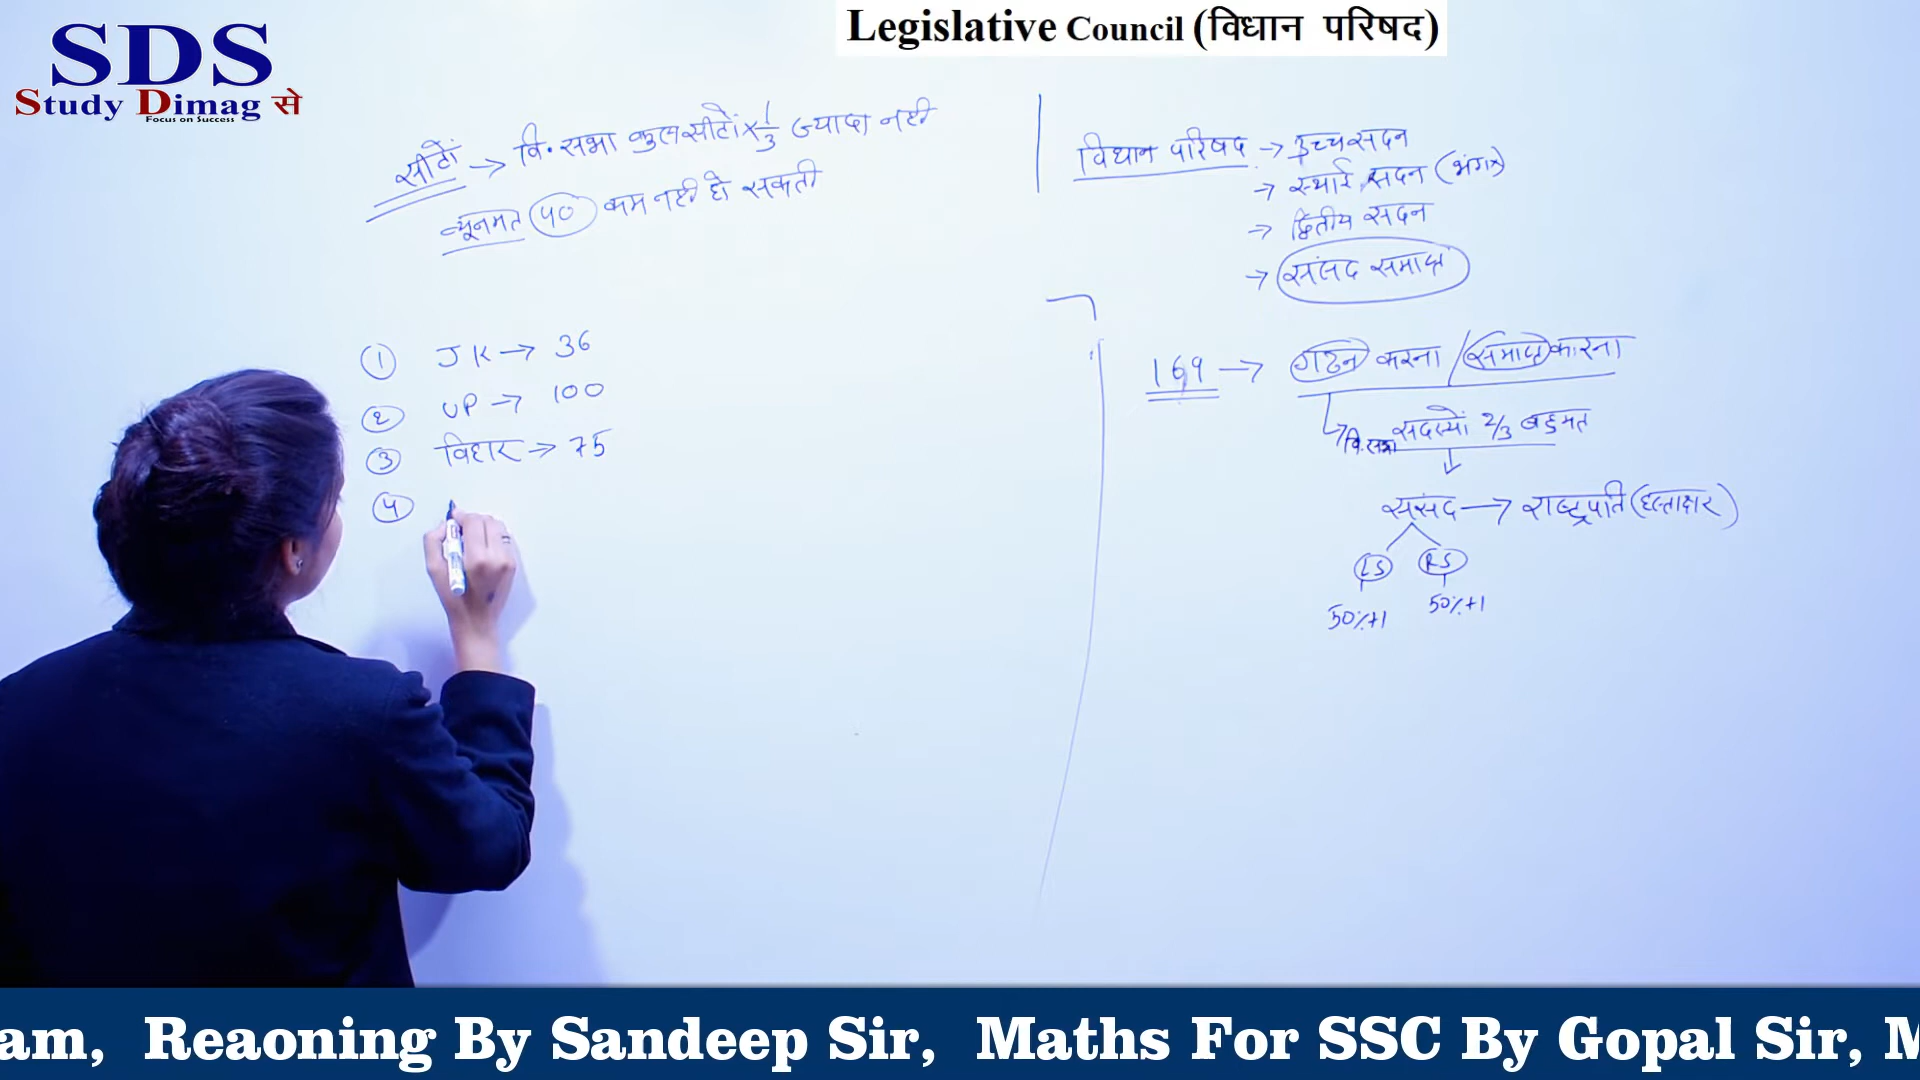 SDS
Study Dimag से
Focus on Success
Legislative Council (विधान परिषद)
सीटों → वि. सभा कुल सीटों × 1/3 ज्यादा नहीं
न्यूनमत 40 कम नहीं हो सकती
1 JK → 36
2 UP → 100
3 विहार → 75
4
विधान परिषद → उच्च सदन
→ स्थाई सदन (भंग x)
→ द्वितीय सदन
→ संसद समाप्त
169 → गठन करना / समाप्त कारना
वि. सभा सदस्यों 2/3 बहुमत
संसद → राष्ट्रपति (हस्ताक्षर)
LS RS
50%+1 50%+1
am, Reaoning By Sandeep Sir, Maths For SSC By Gopal Sir, M